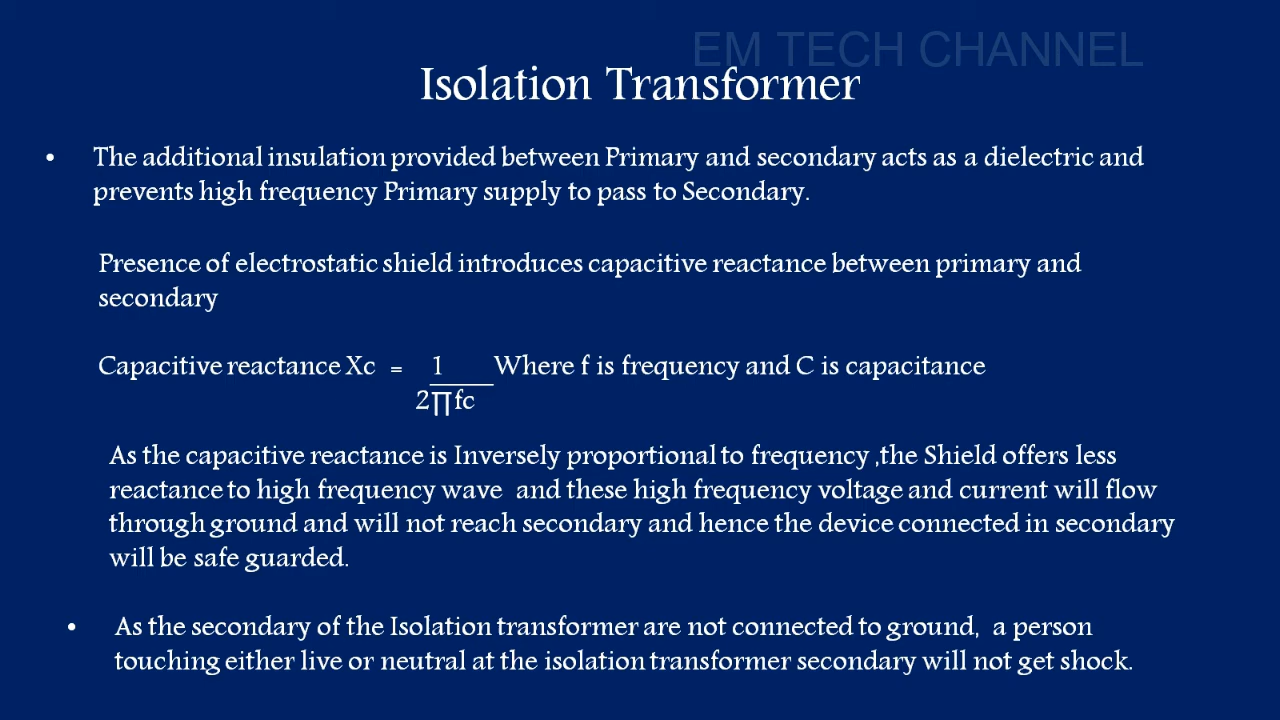 EM TECH CHANNEL
Isolation Transformer
• The additional insulation provided between Primary and secondary acts as a dielectric and
prevents high frequency Primary supply to pass to Secondary.
Presence of electrostatic shield introduces capacitive reactance between primary and
secondary
Capacitive reactance Xc = 1 Where f is frequency and C is capacitance
2∏fc
As the capacitive reactance is Inversely proportional to frequency ,the Shield offers less
reactance to high frequency wave and these high frequency voltage and current will flow
through ground and will not reach secondary and hence the device connected in secondary
will be safe guarded.
• As the secondary of the Isolation transformer are not connected to ground, a person
touching either live or neutral at the isolation transformer secondary will not get shock.